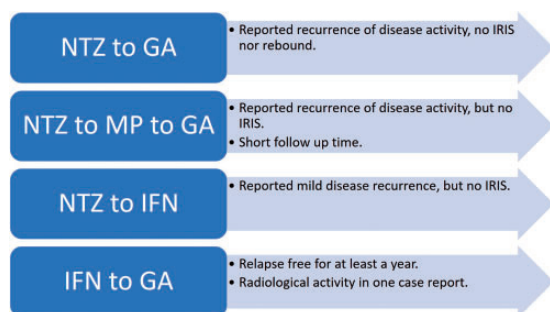 NTZ to GA
• Reported recurrence of disease activity, no IRIS
nor rebound.
NTZ to MP to GA
• Reported recurrence of disease activity, but no
IRIS.
• Short follow up time.
NTZ to IFN
• Reported mild disease recurrence, but no IRIS.
IFN to GA
• Relapse free for at least a year.
• Radiological activity in one case report.